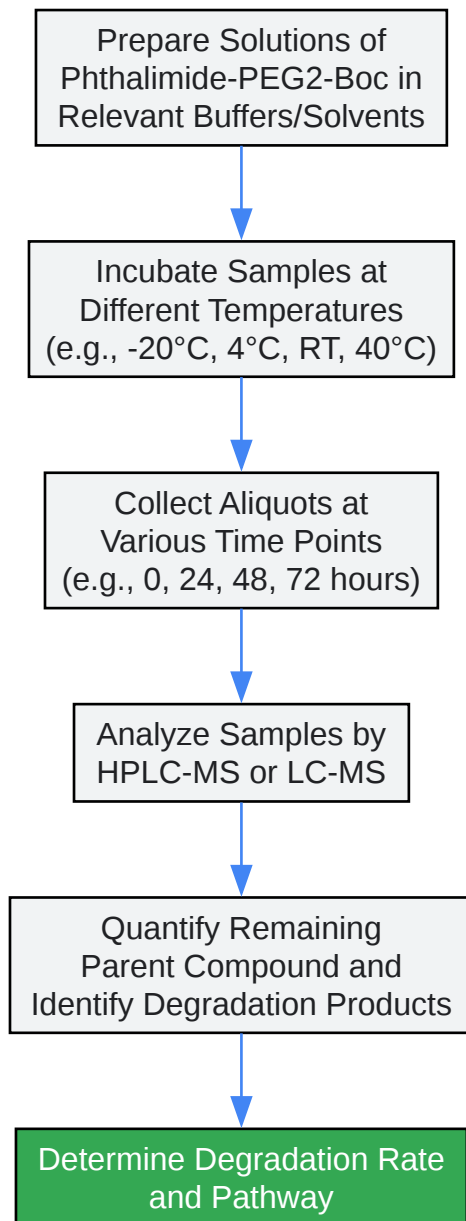 Prepare Solutions of
Phthalimide-PEG2-Boc in
Relevant Buffers/Solvents
Incubate Samples at
Different Temperatures
(e.g., -20°C, 4°C, RT, 40°C)
Collect Aliquots at
Various Time Points
(e.g., 0, 24, 48, 72 hours)
Analyze Samples by
HPLC-MS or LC-MS
Quantify Remaining
Parent Compound and
Identify Degradation Products
Determine Degradation Rate
and Pathway